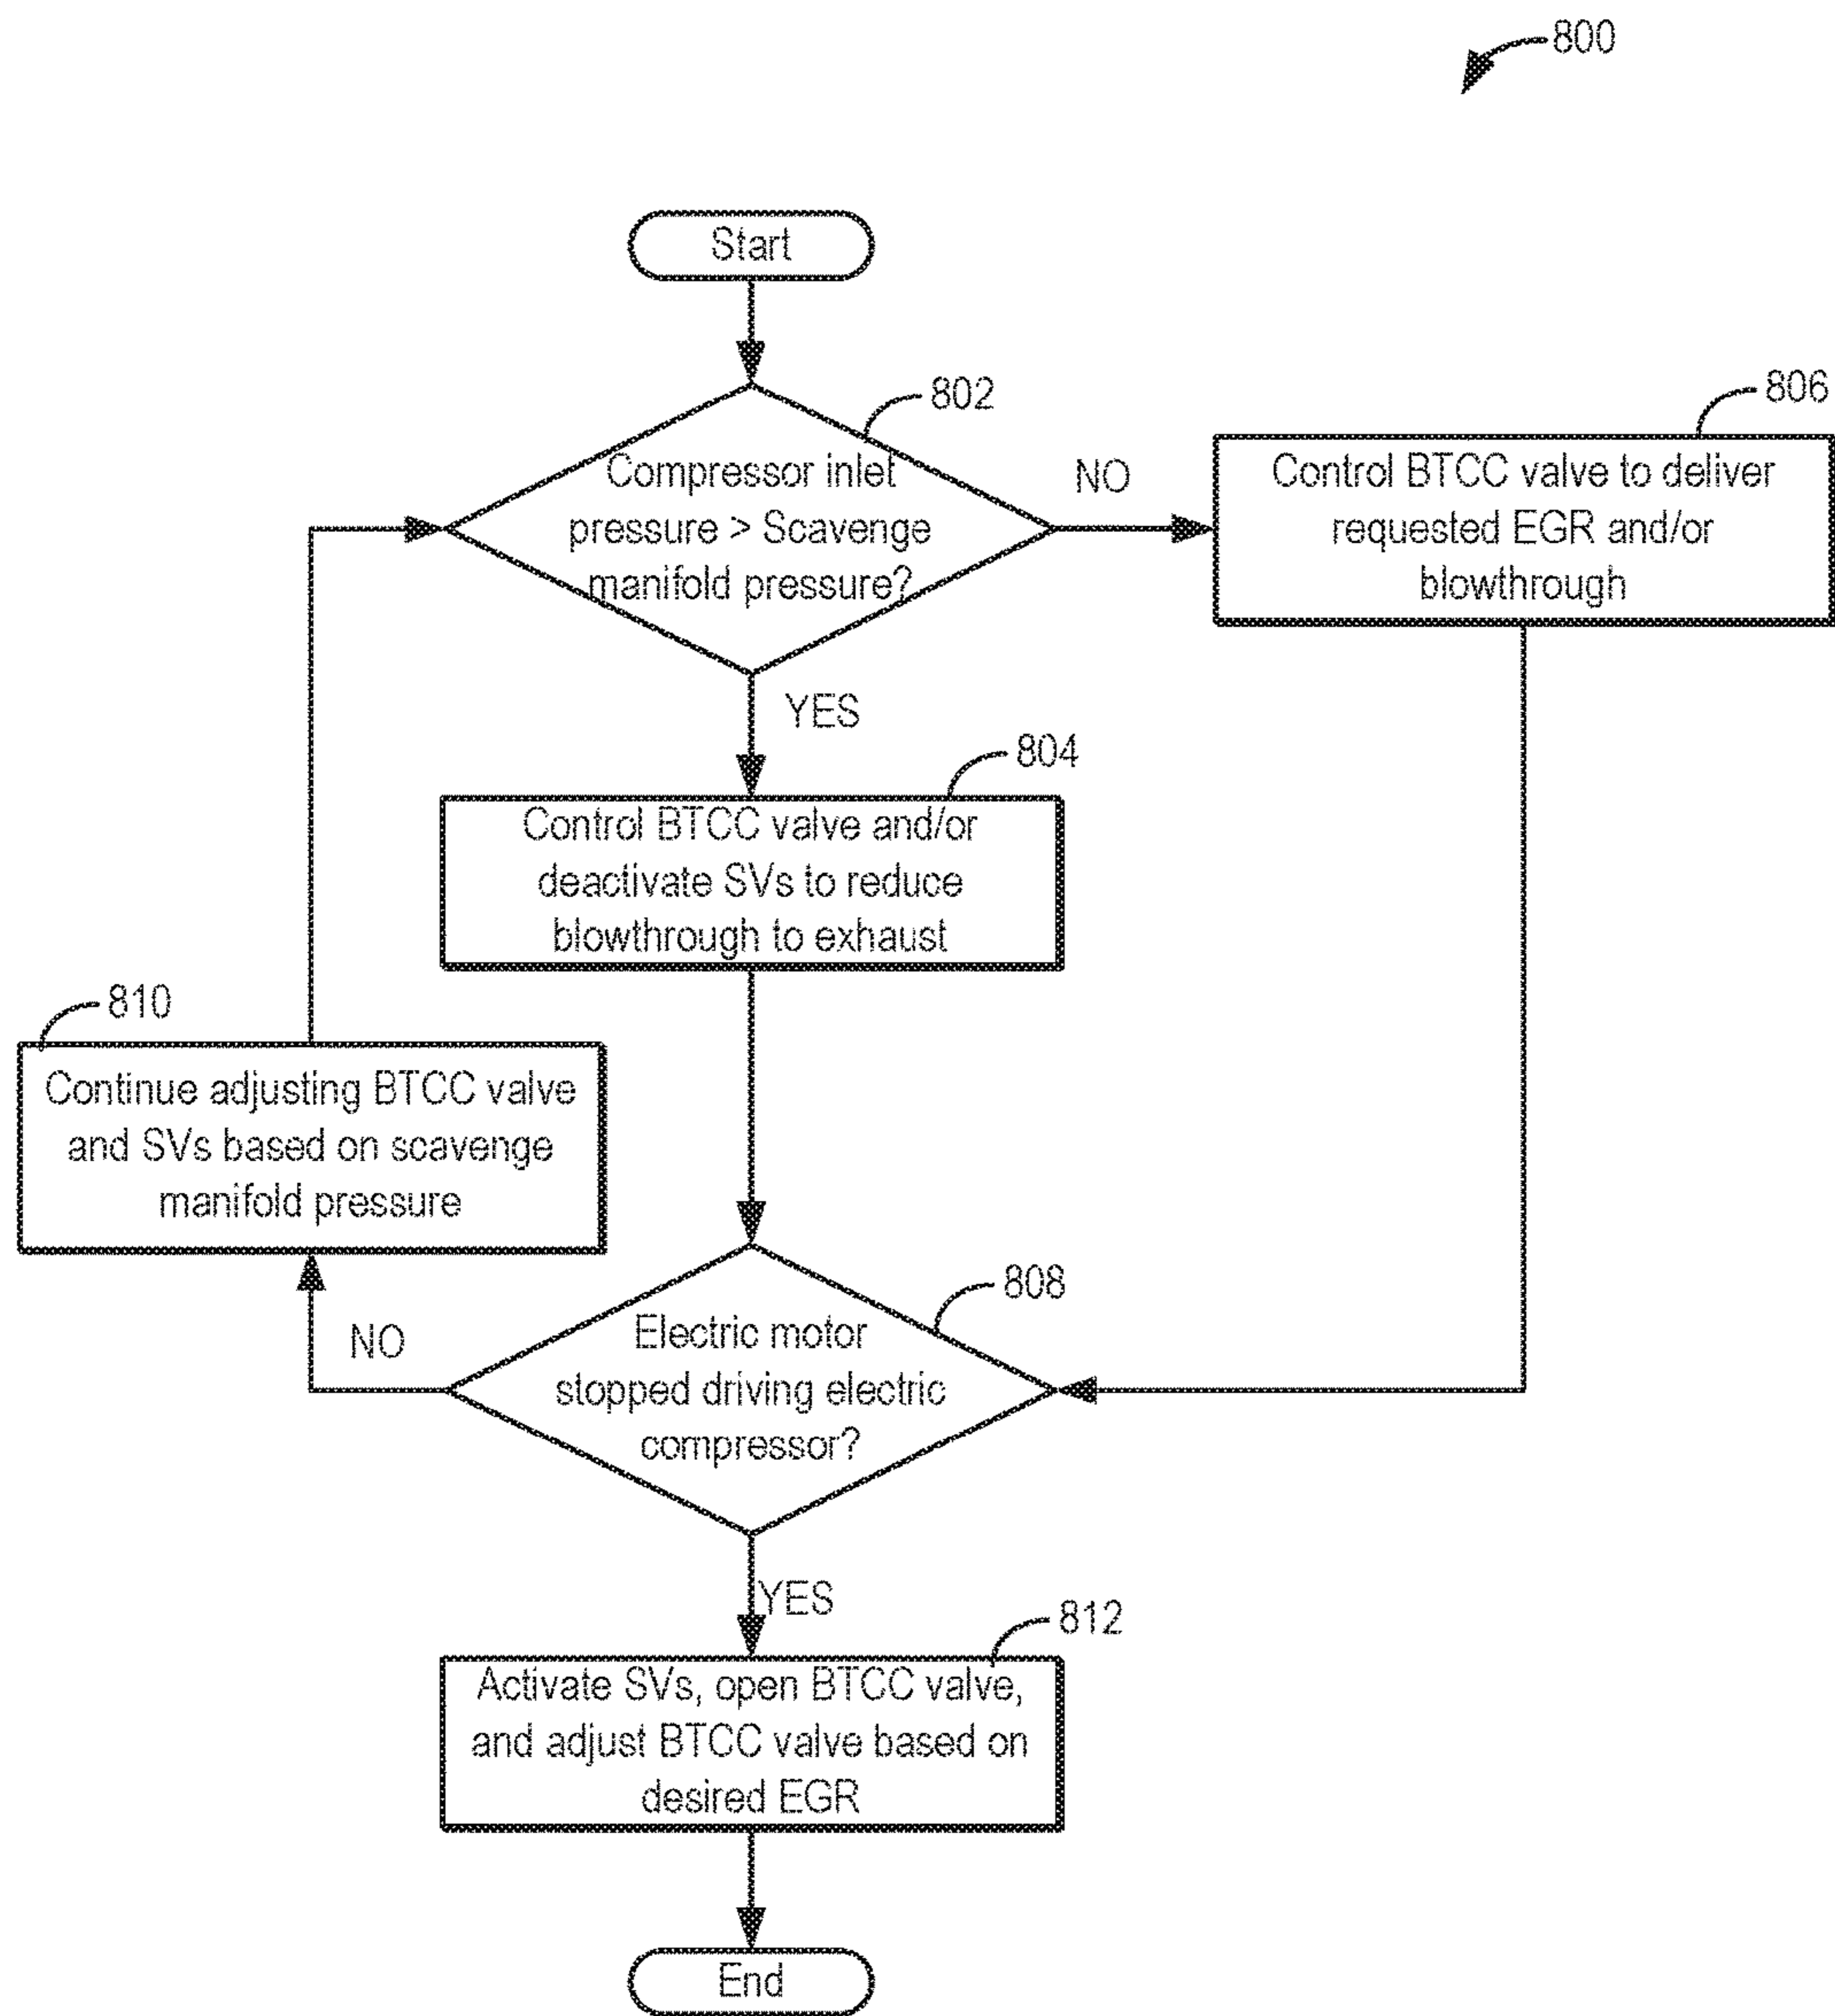 800
Start
802
Compressor inlet
pressure > Scavenge
manifold pressure?
NO
806
Control BTCC valve to deliver
requested EGR and/or
blowthrough
YES
804
Control BTCC valve and/or
deactivate SVs to reduce
blowthrough to exhaust
810
Continue adjusting BTCC valve
and SVs based on scavenge
manifold pressure
808
Electric motor
stopped driving electric
compressor?
NO
YES
812
Activate SVs, open BTCC valve,
and adjust BTCC valve based on
desired EGR
End